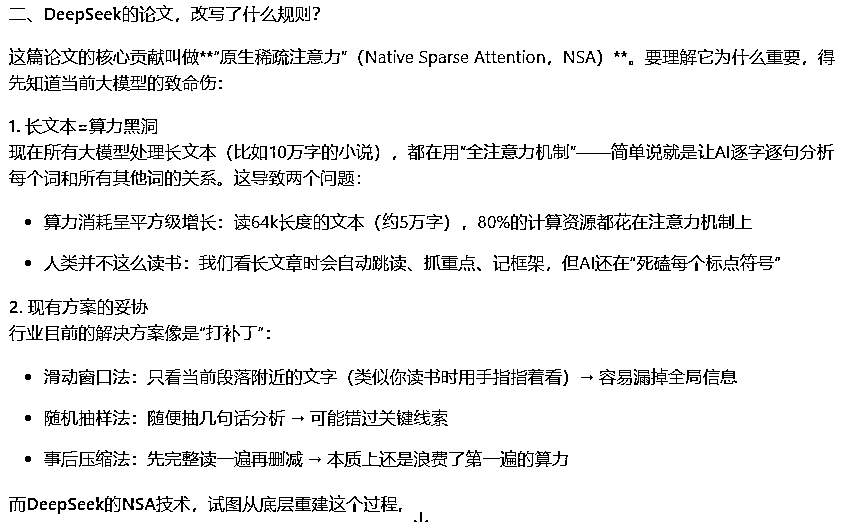 二、DeepSeek的论文，改写了什么规则？
这篇论文的核心贡献叫做**“原生稀疏注意力”（Native Sparse Attention，NSA）**。要理解它为什么重要，得
先知道当前大模型的致命伤：
1. 长文本=算力黑洞
现在所有大模型处理长文本（比如10万字的小说），都在用“全注意力机制”——简单说就是让AI逐字逐句分析
每个词和所有其他词的关系。这导致两个问题：
• 算力消耗呈平方级增长：读64k长度的文本（约5万字），80%的计算资源都花在注意力机制上
• 人类并不这么读书：我们看长文章时会自动跳读、抓重点、记框架，但AI还在“死磕每个标点符号”
2. 现有方案的妥协
行业目前的解决方案像是“打补丁”：
• 滑动窗口法：只看当前段落附近的文字（类似你读书时用手指指着看）→ 容易漏掉全局信息
• 随机抽样法：随便抽几句话分析 → 可能错过关键线索
• 事后压缩法：先完整读一遍再删减 → 本质上还是浪费了第一遍的算力
而DeepSeek的NSA技术，试图从底层重建这个过程，